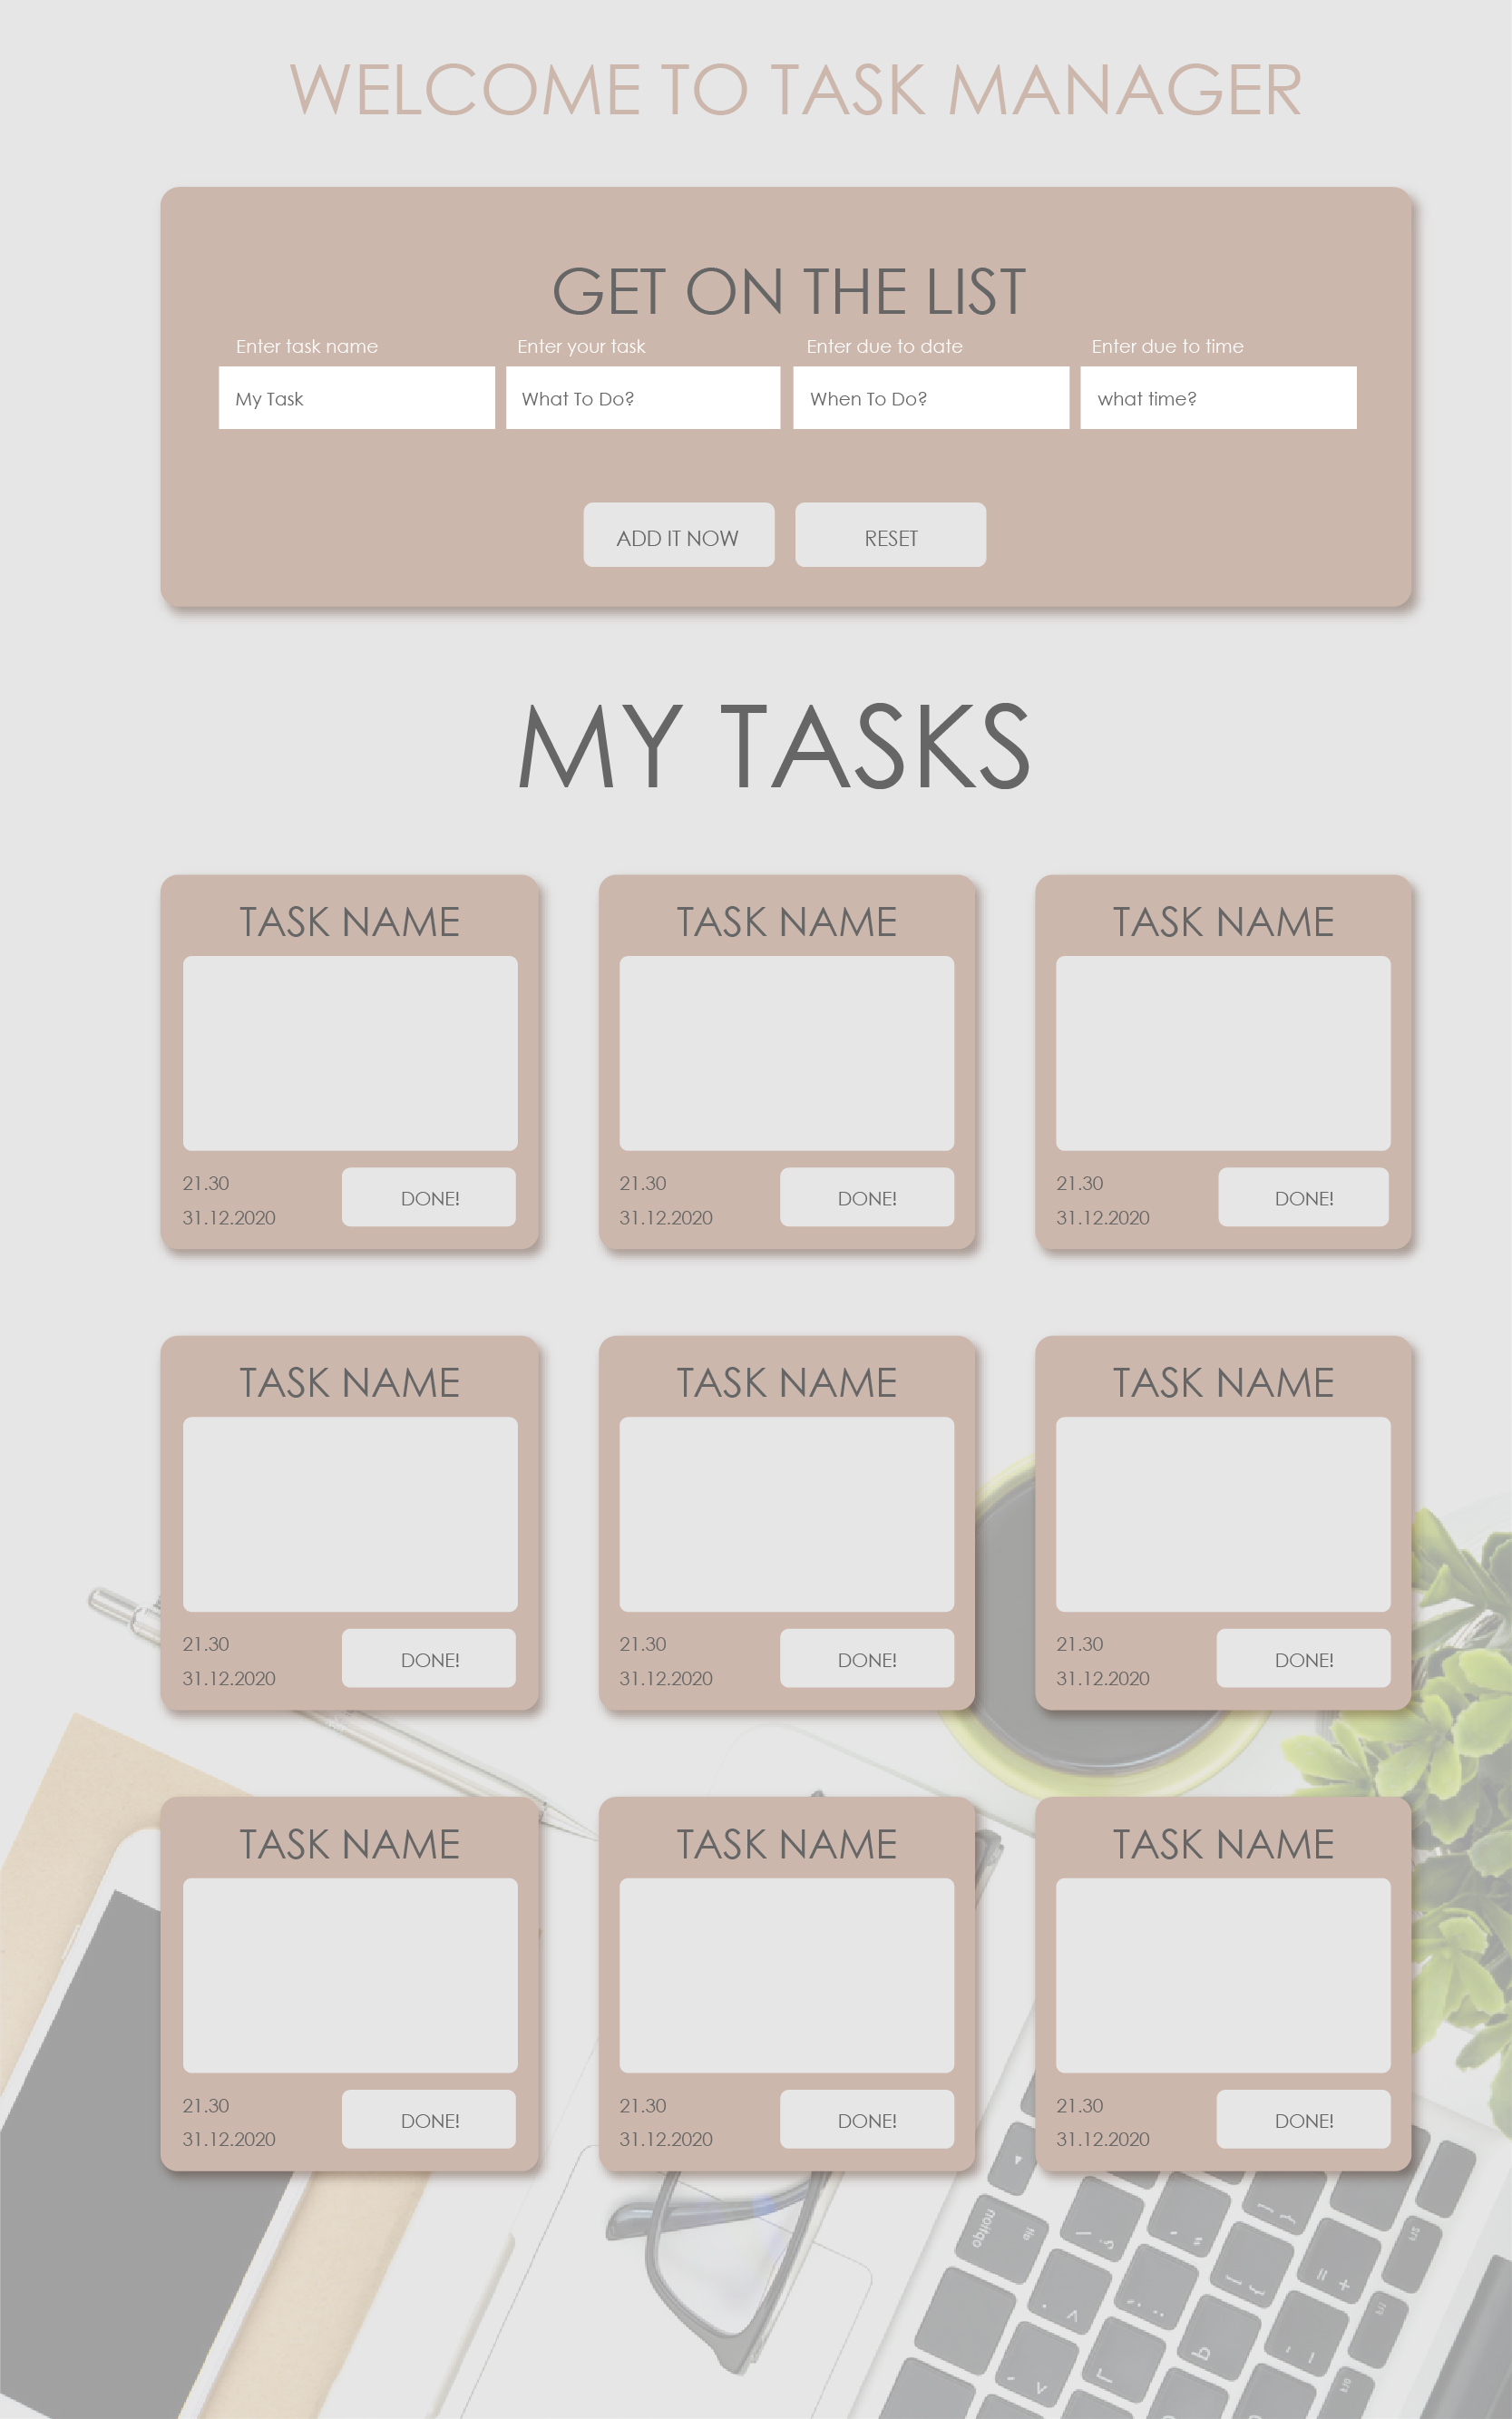 WELCOME TO TASK MANAGER
GET ON THE LIST
Enter task name Enter your task Enter due to date Enter due to time
My Task What To Do? When To Do? what time?
ADD IT NOW RESET
MY TASKS
TASK NAME TASK NAME TASK NAME
21.30 DONE! 21.30 DONE! 21.30 DONE!
31.12.2020 31.12.2020 31.12.2020
TASK NAME TASK NAME TASK NAME
21.30 DONE! 21.30 DONE! 21.30 DONE!
31.12.2020 31.12.2020 31.12.2020
TASK NAME TASK NAME TASK NAME
21.30 DONE! 21.30 DONE! 21.30 DONE!
31.12.2020 31.12.2020 31.12.2020
option